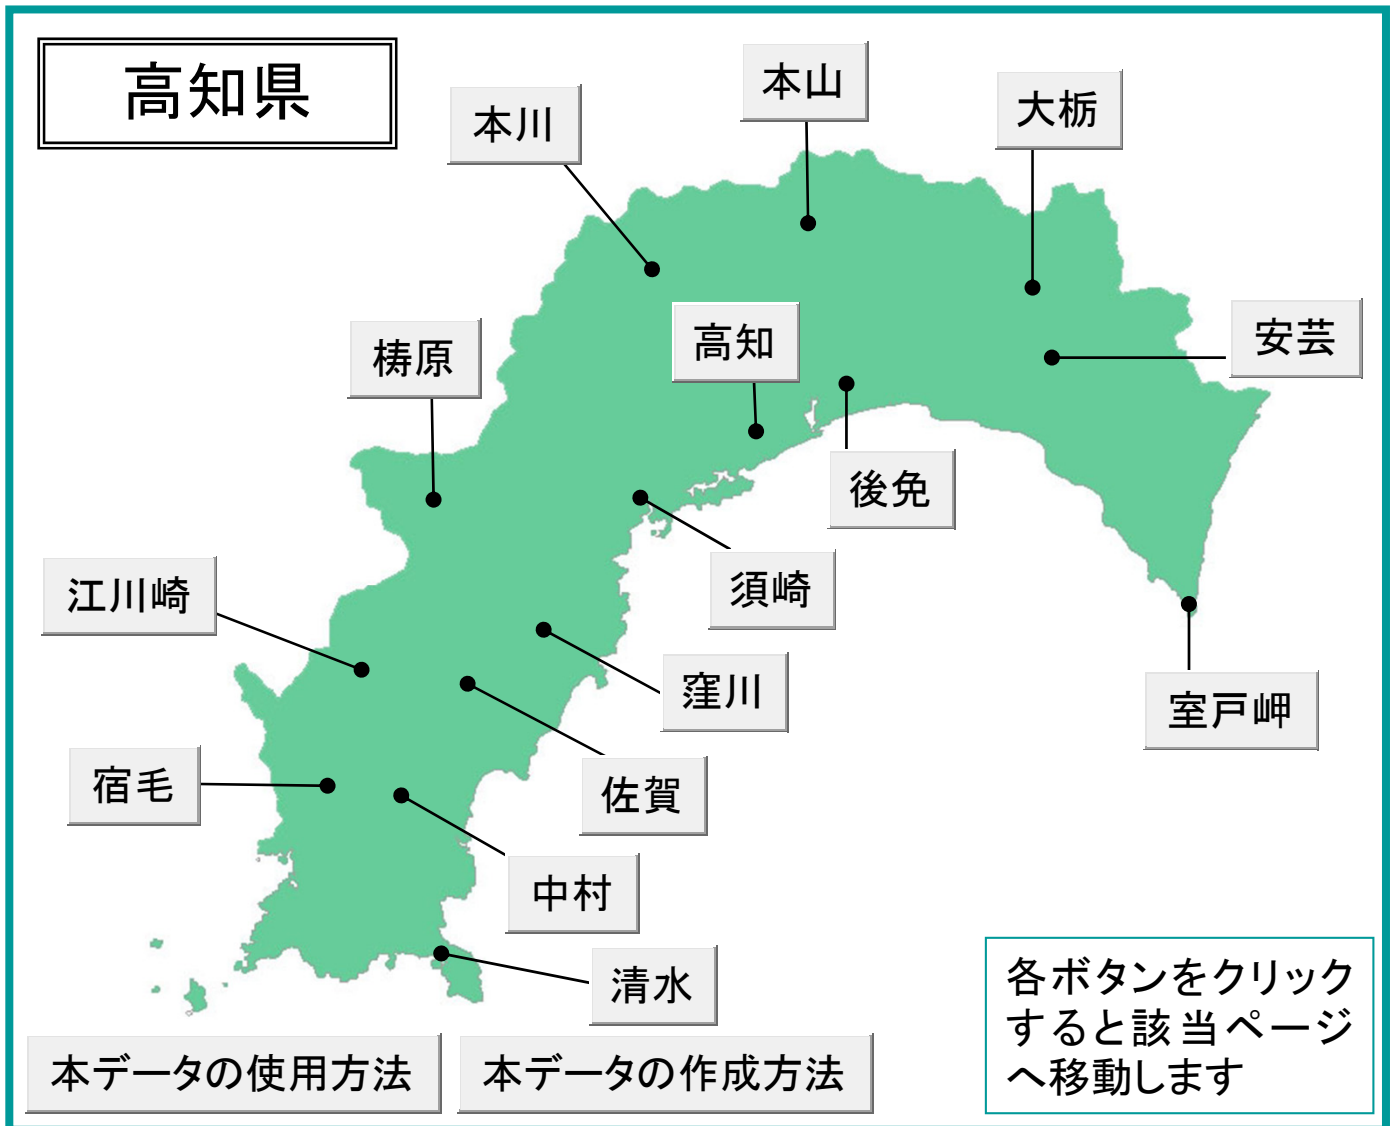 高知県
本山
大栃
本川
安芸
高知
梼原
後免
須崎
江川崎
窪川
室戸岬
宿毛
佐賀
中村
清水
各ボタンをクリック
すると該当ページ
へ移動します
本データの使用方法
本データの作成方法